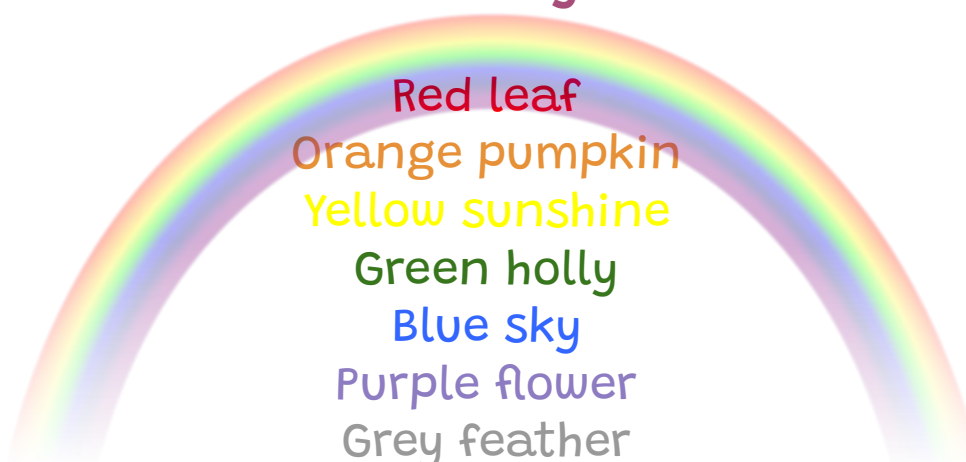 Red leaf
Orange pumpkin
Yellow sunshine
Green holly
Blue sky
Purple flower
Grey feather